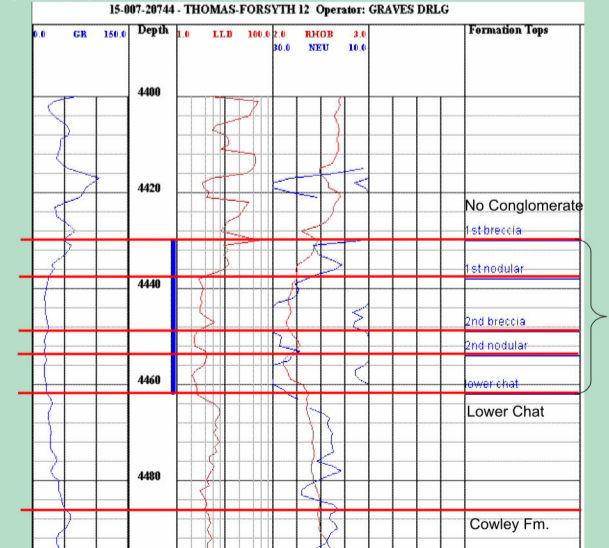 15-007-20744 - THOMAS-FORSYTH 12 Operator: GRAVES DRLG
0.0 GR 150.0 Depth 1.0 LLD 100.0 2.0 RHOB 3.0 Formation Tops
30.0 NEU 10.0
4400
4420
No Conglomerate
1st breccia
1st nodular
4440
2nd breccia
2nd nodular
4460
lower chat
Lower Chat
4480
Cowley Fm.